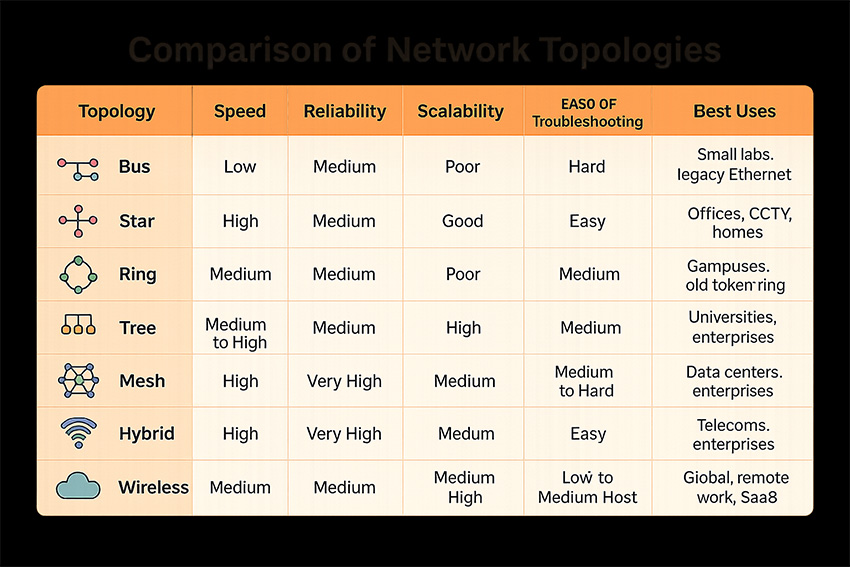 Comparison of Network Topologies
Topology Speed Reliability Scalability EAS0 OF
Troubleshooting Best Uses
Bus Low Medium Poor Hard Small labs.
legacy Ethernet
Star High Medium Good Easy Offices, CCTY,
homes
Ring Medium Medium Poor Medium Gampuses.
old token ring
Tree Medium
to High Medium High Medium Universities,
enterprises
Mesh High Very High Medium Medium
to Hard Data centers.
enterprises
Hybrid High Very High Medum Easy Telecoms.
enterprises
Wireless Medium Medium Medium
High Low to
Medium Host Giobal, remote
work, Saa8